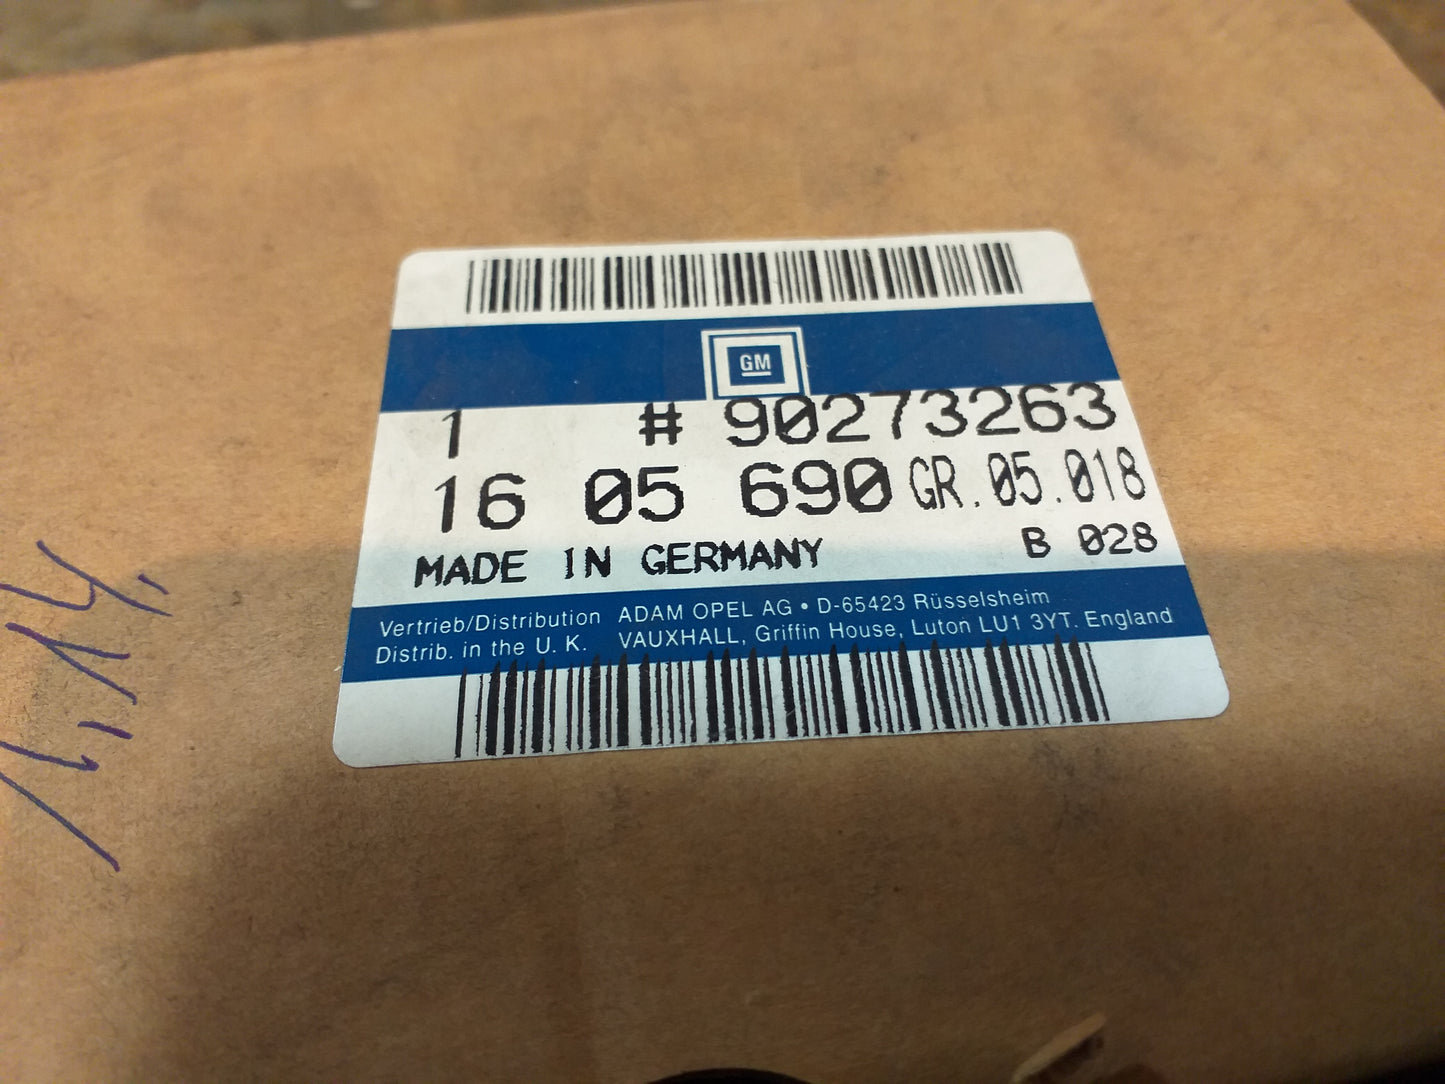 GM
1 # 90273263
16 05 690 GR.05.018
MADE IN GERMANY B 028
Vertrieb/Distribution ADAM OPEL AG • D-65423 Rüsselsheim
Distrib. in the U. K. VAUXHALL, Griffin House, Luton LU1 3YT. England